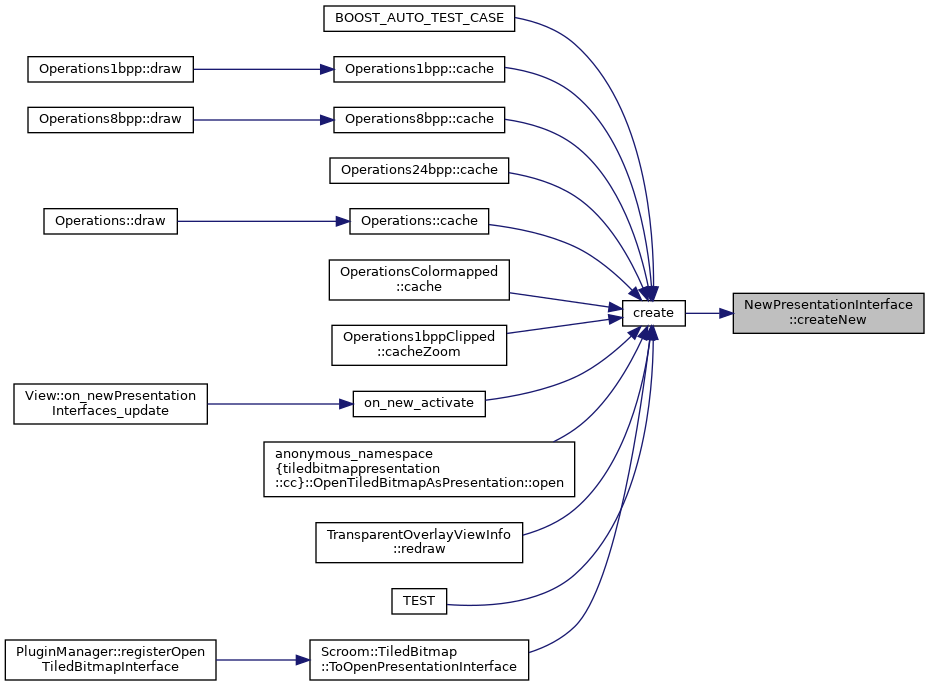 BOOST_AUTO_TEST_CASE
Operations1bpp::draw
Operations1bpp::cache
Operations8bpp::draw
Operations8bpp::cache
Operations24bpp::cache
Operations::draw
Operations::cache
OperationsColormapped
::cache
create
NewPresentationInterface
::createNew
Operations1bppClipped
::cacheZoom
View::on_newPresentation
Interfaces_update
on_new_activate
anonymous_namespace
{tiledbitmappresentation
::cc}::OpenTiledBitmapAsPresentation::open
TransparentOverlayViewInfo
::redraw
TEST
PluginManager::registerOpen
TiledBitmapInterface
Scroom::TiledBitmap
::ToOpenPresentationInterface